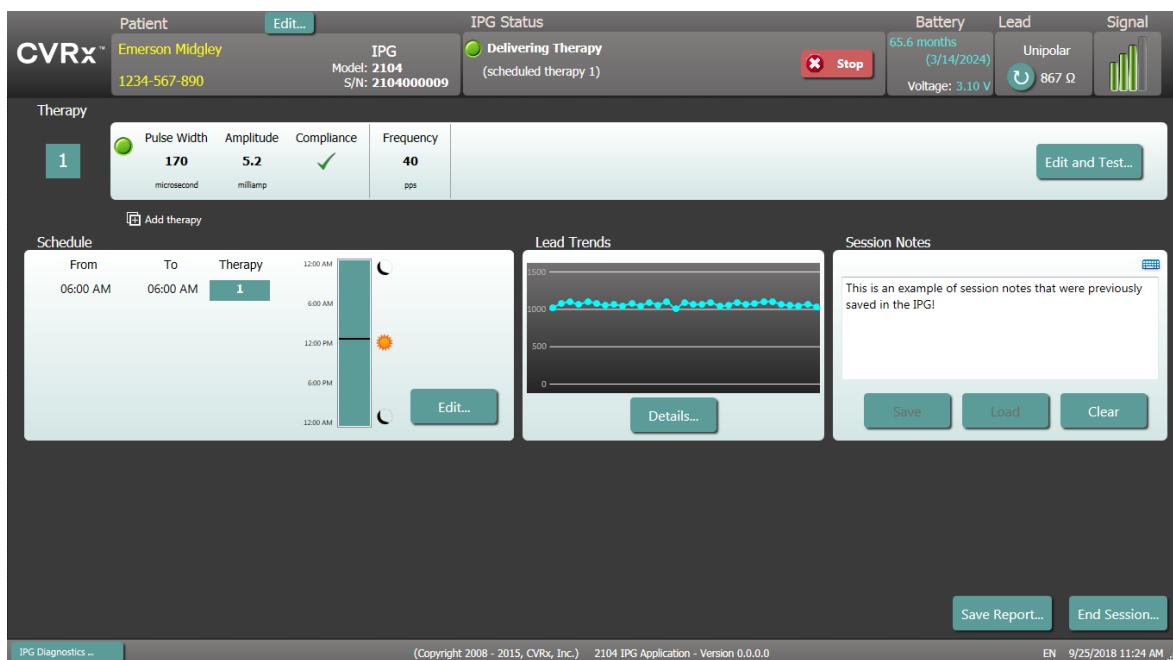 Patient
Edit...
IPG Status
Battery
Lead
Signal
CVRx™
Emerson Midgley
1234-567-890
IPG
Model: 2104
S/N: 2104000009
Delivering Therapy
(scheduled therapy 1)
Stop
65.6 months
(3/14/2024)
Voltage: 3.10 V
Unipolar
867 Ω
Therapy
1
Pulse Width
Amplitude
Compliance
Frequency
170
5.2
40
microsecond
milliamp
pps
Edit and Test...
Add therapy
Schedule
From
To
Therapy
06:00 AM
06:00 AM
1
12:00 AM
6:00 AM
12:00 PM
6:00 PM
12:00 AM
Edit...
Lead Trends
1500
1000
500
0
Details...
Session Notes
This is an example of session notes that were previously
saved in the IPG!
Save
Load
Clear
Save Report...
End Session...
IPG Diagnostics ...
(Copyright 2008 - 2015, CVRx, Inc.)
2104 IPG Application - Version 0.0.0.0
EN
9/25/2018 11:24 AM